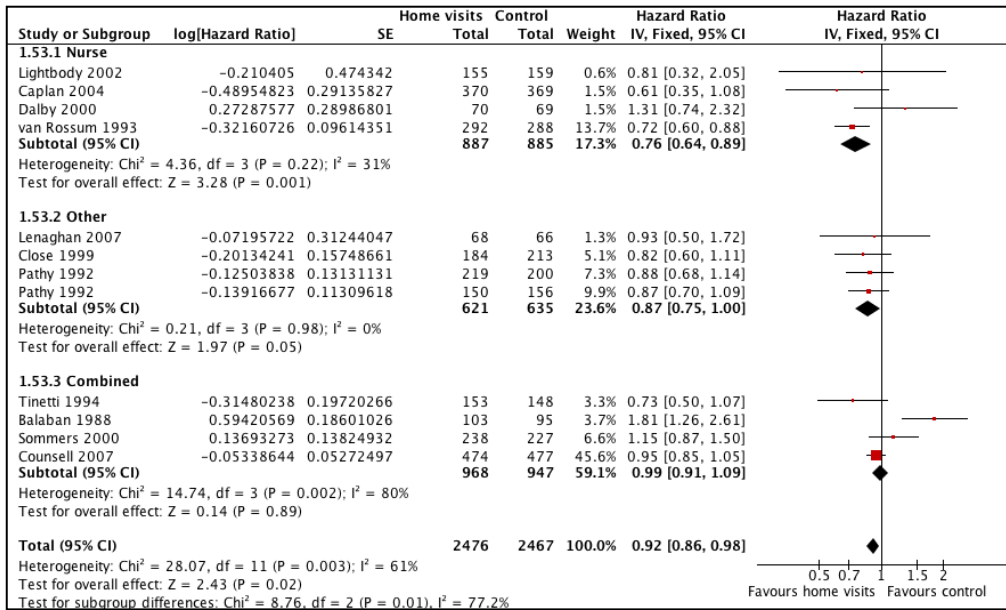 Home visits Control Hazard Ratio Hazard Ratio
Study or Subgroup log[Hazard Ratio] SE Total Total Weight IV, Fixed, 95% CI IV, Fixed, 95% CI
1.53.1 Nurse
Lightbody 2002 -0.210405 0.474342 155 159 0.6% 0.81 [0.32, 2.05]
Caplan 2004 -0.48954823 0.29135827 370 369 1.5% 0.61 [0.35, 1.08]
Dalby 2000 0.27287577 0.28986801 70 69 1.5% 1.31 [0.74, 2.32]
van Rossum 1993 -0.32160726 0.09614351 292 288 13.7% 0.72 [0.60, 0.88]
Subtotal (95% CI) 887 885 17.3% 0.76 [0.64, 0.89]
Heterogeneity: Chi² = 4.36, df = 3 (P = 0.22); I² = 31%
Test for overall effect: Z = 3.28 (P = 0.001)
1.53.2 Other
Lenaghan 2007 -0.07195722 0.31244047 68 66 1.3% 0.93 [0.50, 1.72]
Close 1999 -0.20134241 0.15748661 184 213 5.1% 0.82 [0.60, 1.11]
Pathy 1992 -0.12503838 0.13131131 219 200 7.3% 0.88 [0.68, 1.14]
Pathy 1992 -0.13916677 0.11309618 150 156 9.9% 0.87 [0.70, 1.09]
Subtotal (95% CI) 621 635 23.6% 0.87 [0.75, 1.00]
Heterogeneity: Chi² = 0.21, df = 3 (P = 0.98); I² = 0%
Test for overall effect: Z = 1.97 (P = 0.05)
1.53.3 Combined
Tinetti 1994 -0.31480238 0.19720266 153 148 3.3% 0.73 [0.50, 1.07]
Balaban 1988 0.59420569 0.18601026 103 95 3.7% 1.81 [1.26, 2.61]
Sommers 2000 0.13693273 0.13824932 238 227 6.6% 1.15 [0.87, 1.50]
Counsell 2007 -0.05338644 0.05272497 474 477 45.6% 0.95 [0.85, 1.05]
Subtotal (95% CI) 968 947 59.1% 0.99 [0.91, 1.09]
Heterogeneity: Chi² = 14.74, df = 3 (P = 0.002); I² = 80%
Test for overall effect: Z = 0.14 (P = 0.89)
Total (95% CI) 2476 2467 100.0% 0.92 [0.86, 0.98]
Heterogeneity: Chi² = 28.07, df = 11 (P = 0.003); I² = 61%
Test for overall effect: Z = 2.43 (P = 0.02)
Test for subgroup differences: Chi² = 8.76, df = 2 (P = 0.01), I² = 77.2%
0.5 0.7 1 1.5 2
Favours home visits Favours control